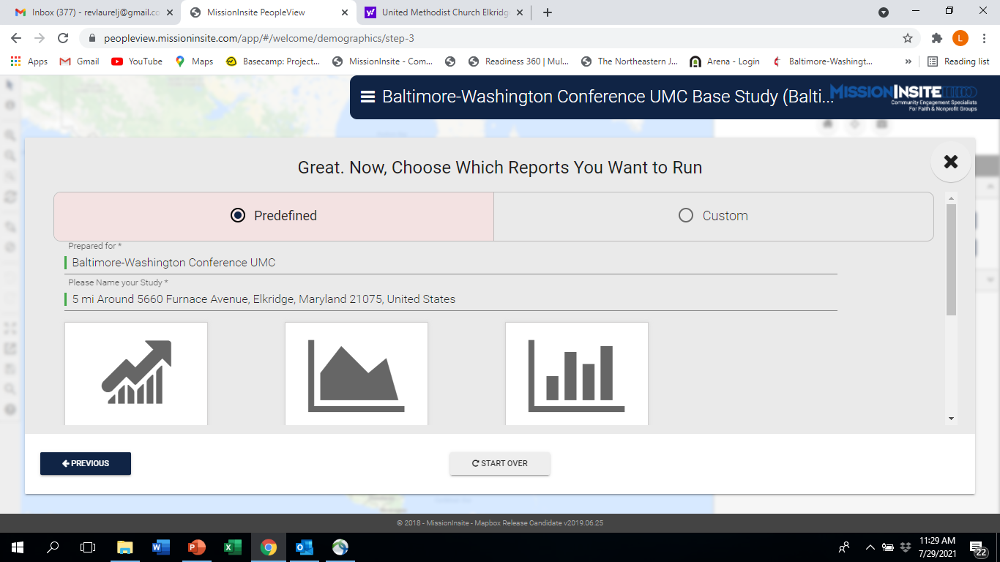 Inbox (377) - revlaurelj@gmail.co
MissionInsite PeopleView
United Methodist Church Elkridg
peopleview.missioninsite.com/app/#/welcome/demographics/step-3
L
Apps
Gmail
YouTube
Maps
Basecamp: Project...
MissionInsite - Com...
Readiness 360 | Mul...
The Northeastern J...
Arena - Login
Baltimore-Washingt...
»
Reading list
Baltimore-Washington Conference UMC Base Study (Balti...
MISSIONINSITE
Community Engagement Specialists
For Faith & Nonprofit Groups
Great. Now, Choose Which Reports You Want to Run
Predefined
Custom
Prepared for *
Baltimore-Washington Conference UMC
Please Name your Study *
5 mi Around 5660 Furnace Avenue, Elkridge, Maryland 21075, United States
PREVIOUS
START OVER
© 2018 - MissionInsite - Mapbox Release Candidate v2019.06.25
11:29 AM
7/29/2021
22